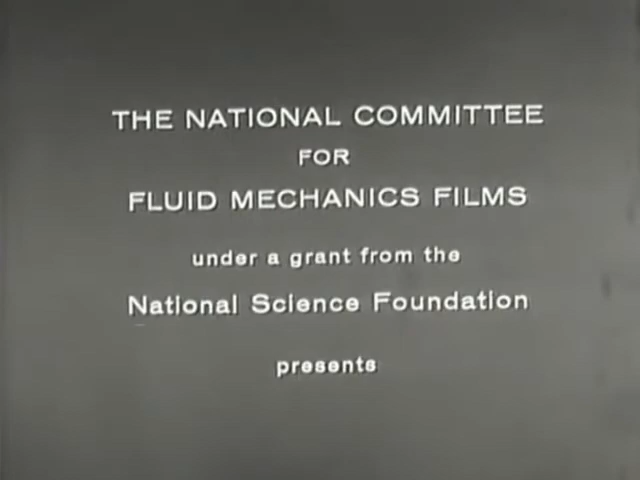 THE NATIONAL COMMITTEE
FOR
FLUID MECHANICS FILMS
under a grant from the
National Science Foundation
presents